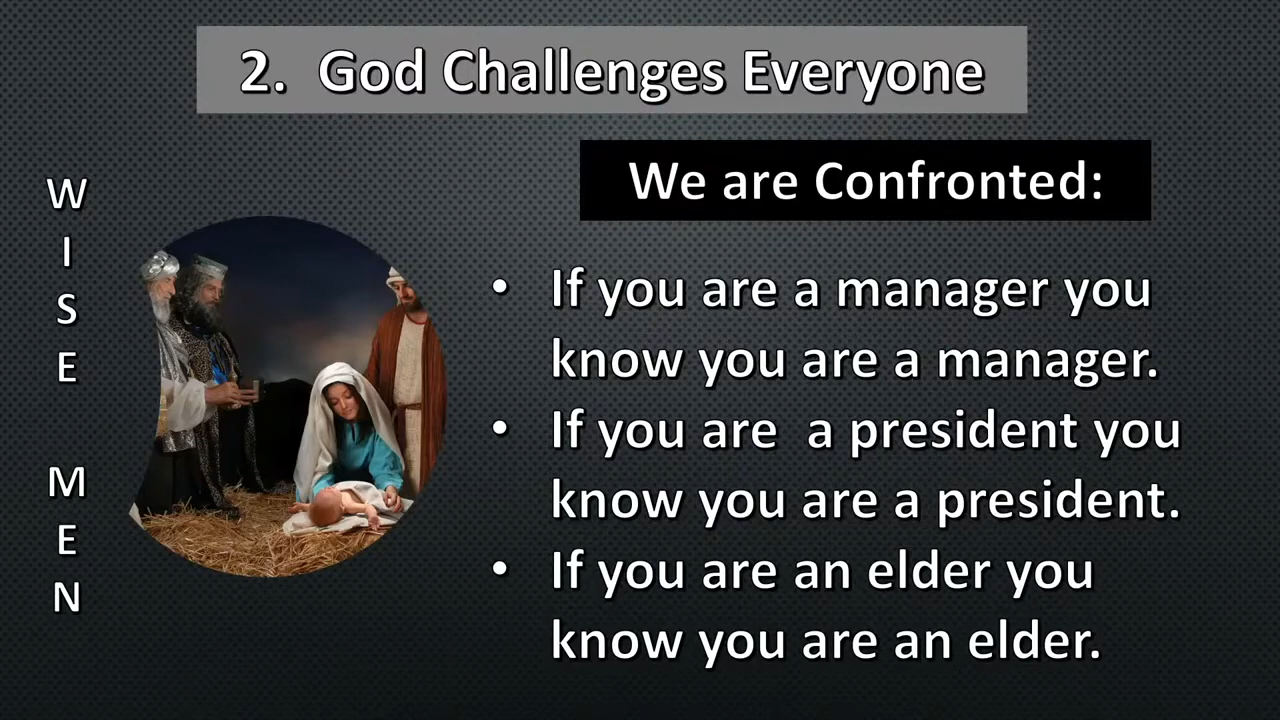 2.  God Challenges Everyone
We are Confronted:
W
I
S
E
M
E
N
• If you are a manager you
know you are a manager.
• If you are  a president you
know you are a president.
• If you are an elder you
know you are an elder.